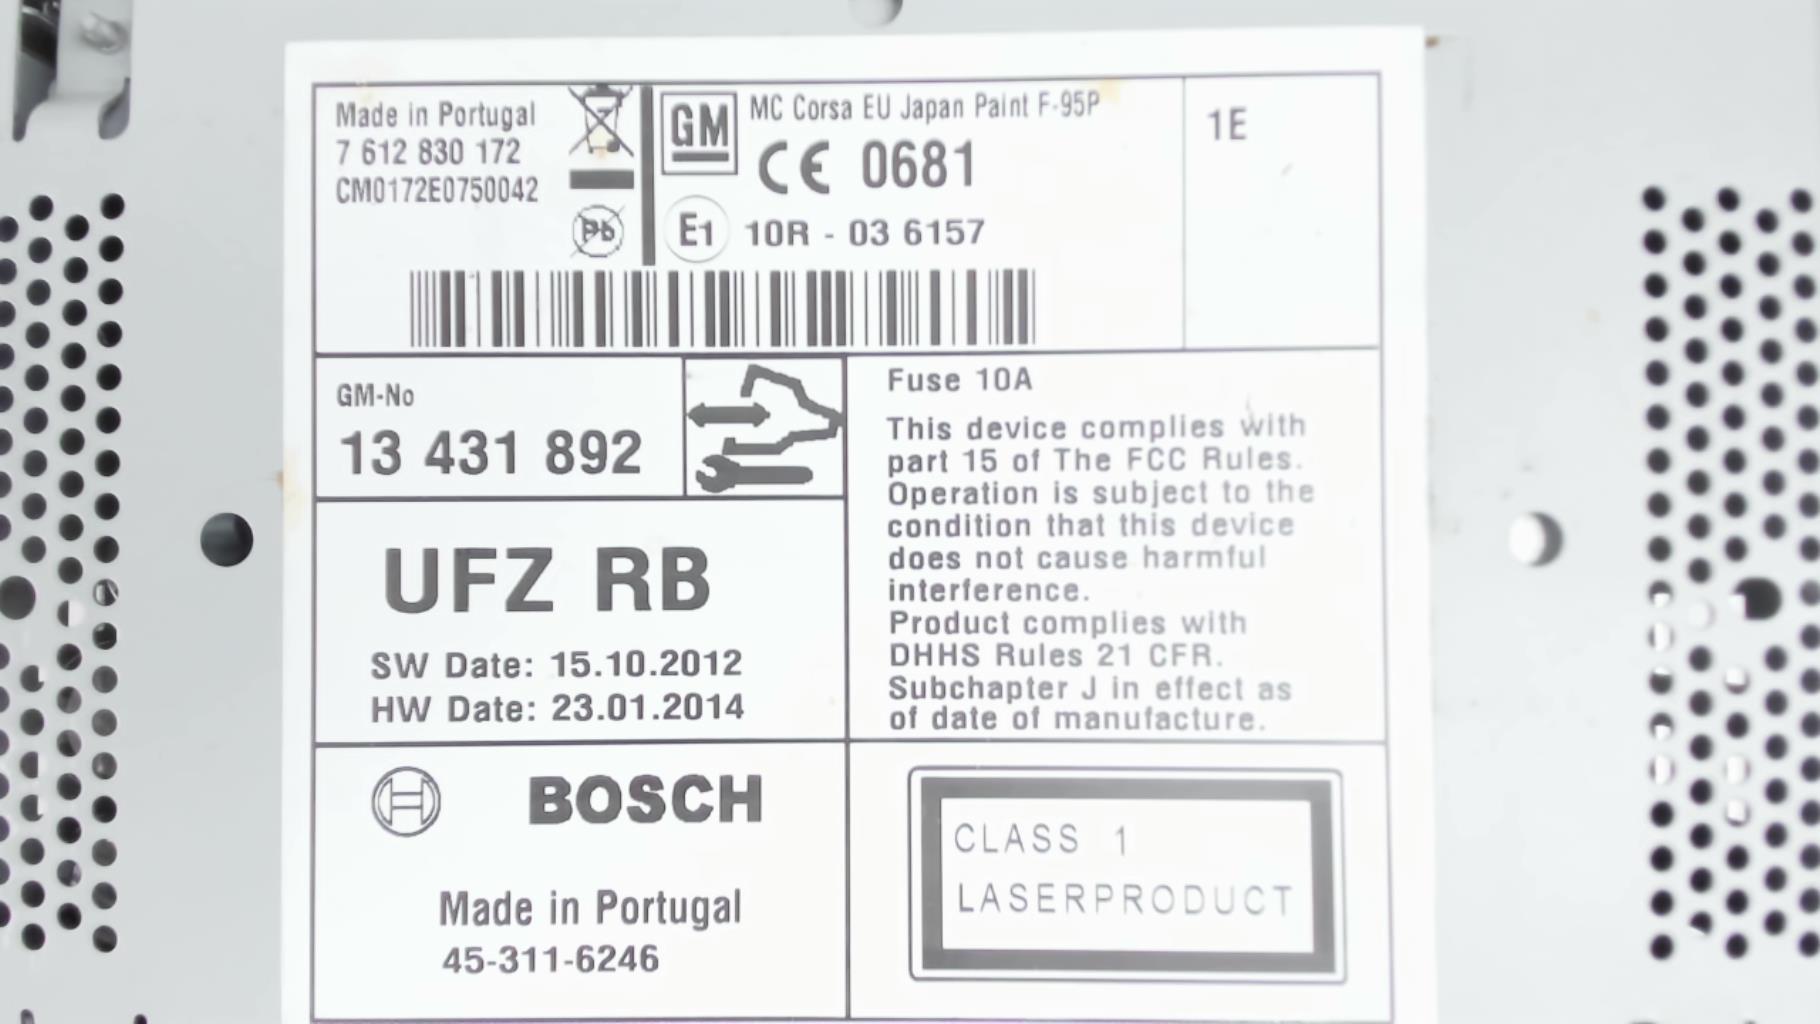 Made in Portugal
7 612 830 172
CM0172E0750042
Pb
GM
MC Corsa EU Japan Paint F-95P
CE 0681
E1 10R - 03 6157
1E
GM-No
13 431 892
UFZ RB
SW Date: 15.10.2012
HW Date: 23.01.2014
Fuse 10A
This device complies with
part 15 of The FCC Rules.
Operation is subject to the
condition that this device
does not cause harmful
interference.
Product complies with
DHHS Rules 21 CFR.
Subchapter J in effect as
of date of manufacture.
BOSCH
Made in Portugal
45-311-6246
CLASS 1
LASERPRODUCT